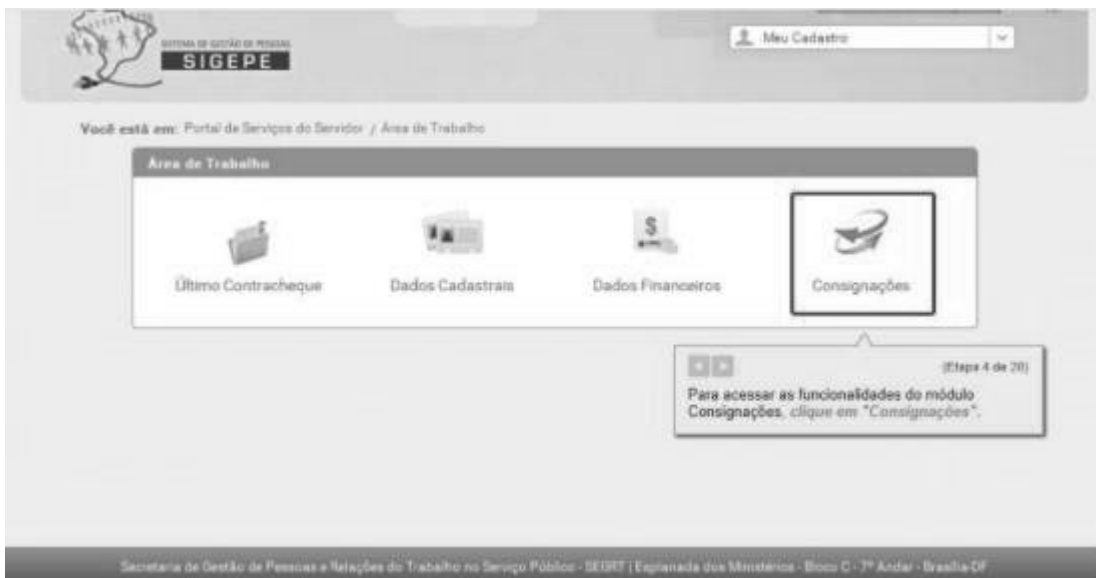 SISTEMA DE GESTÃO DE PESSOAS
SIGEPE
Meu Cadastro
Você está em: Portal de Serviços do Servidor / Área de Trabalho
Área de Trabalho
Último Contracheque
Dados Cadastrais
Dados Financeiros
Consignações
(Etapa 4 de 20)
Para acessar as funcionalidades do módulo
Consignações, clique em "Consignações".
Secretaria de Gestão de Pessoas e Relações do Trabalho no Serviço Público - SEGRT | Esplanada dos Ministérios - Bloco C - 7º Andar - Brasília-DF